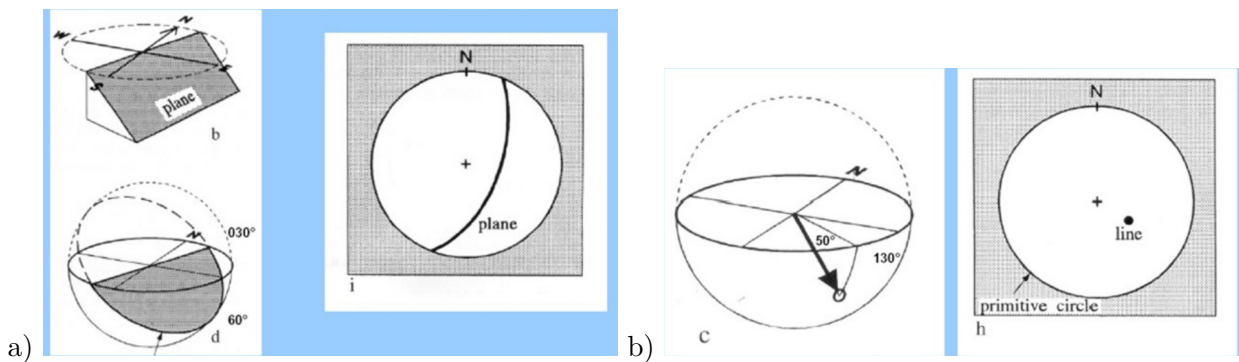 a)
W
N
S
E
plane
b
030°
N
60°
d
N
plane
i
b)
N
50°
130°
c
N
line
primitive circle
h